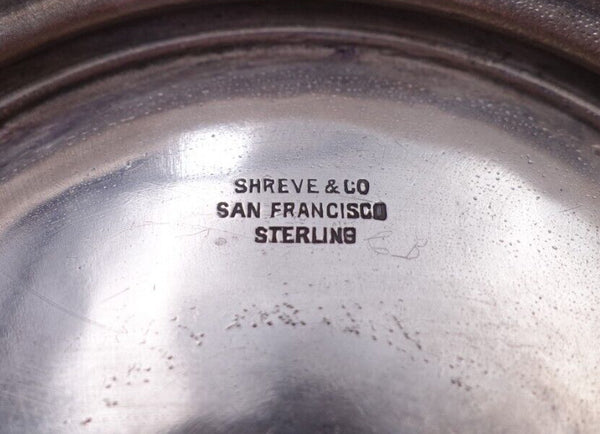 SHREVE & CO
SAN FRANCISCO
STERLING